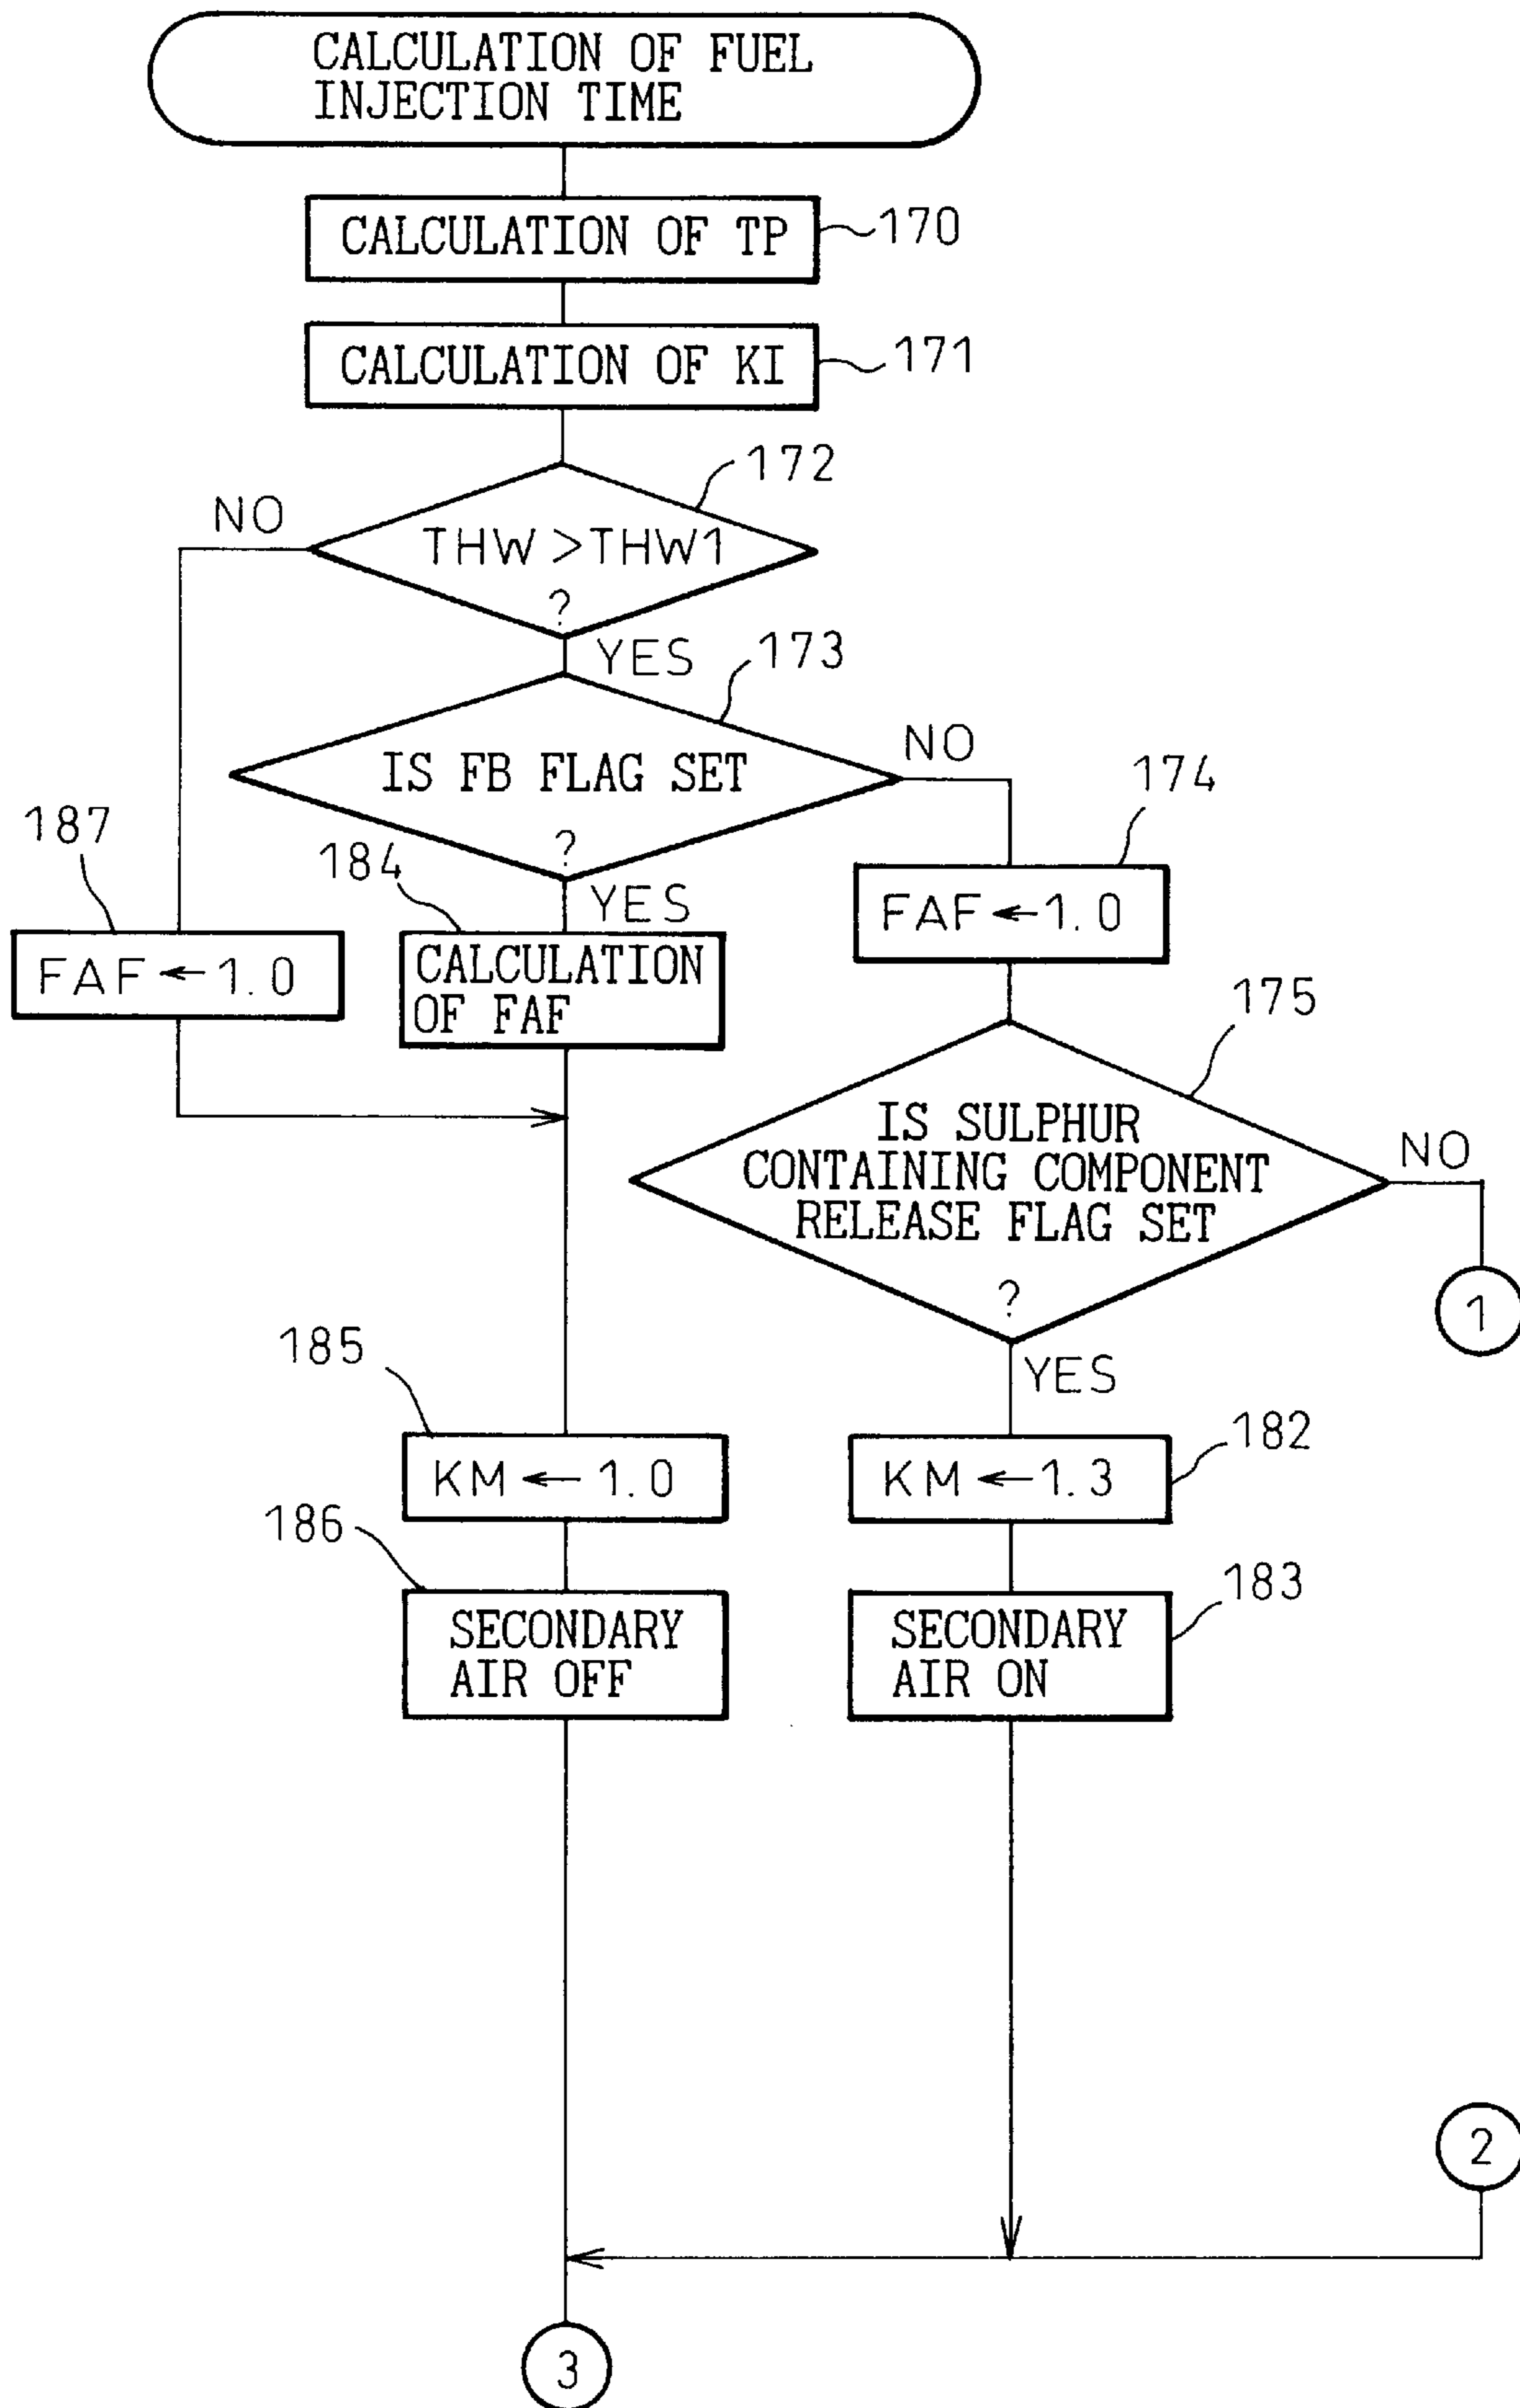 CALCULATION OF FUEL
INJECTION TIME
CALCULATION OF TP
170
CALCULATION OF KI
171
172
NO
THW > THW1
?
YES
173
IS FB FLAG SET
?
NO
174
187
184
YES
FAF ← 1.0
FAF ← 1.0
CALCULATION
OF FAF
175
IS SULPHUR
CONTAINING COMPONENT
RELEASE FLAG SET
?
NO
1
185
YES
182
KM ← 1.0
KM ← 1.3
186
183
SECONDARY
AIR OFF
SECONDARY
AIR ON
2
3